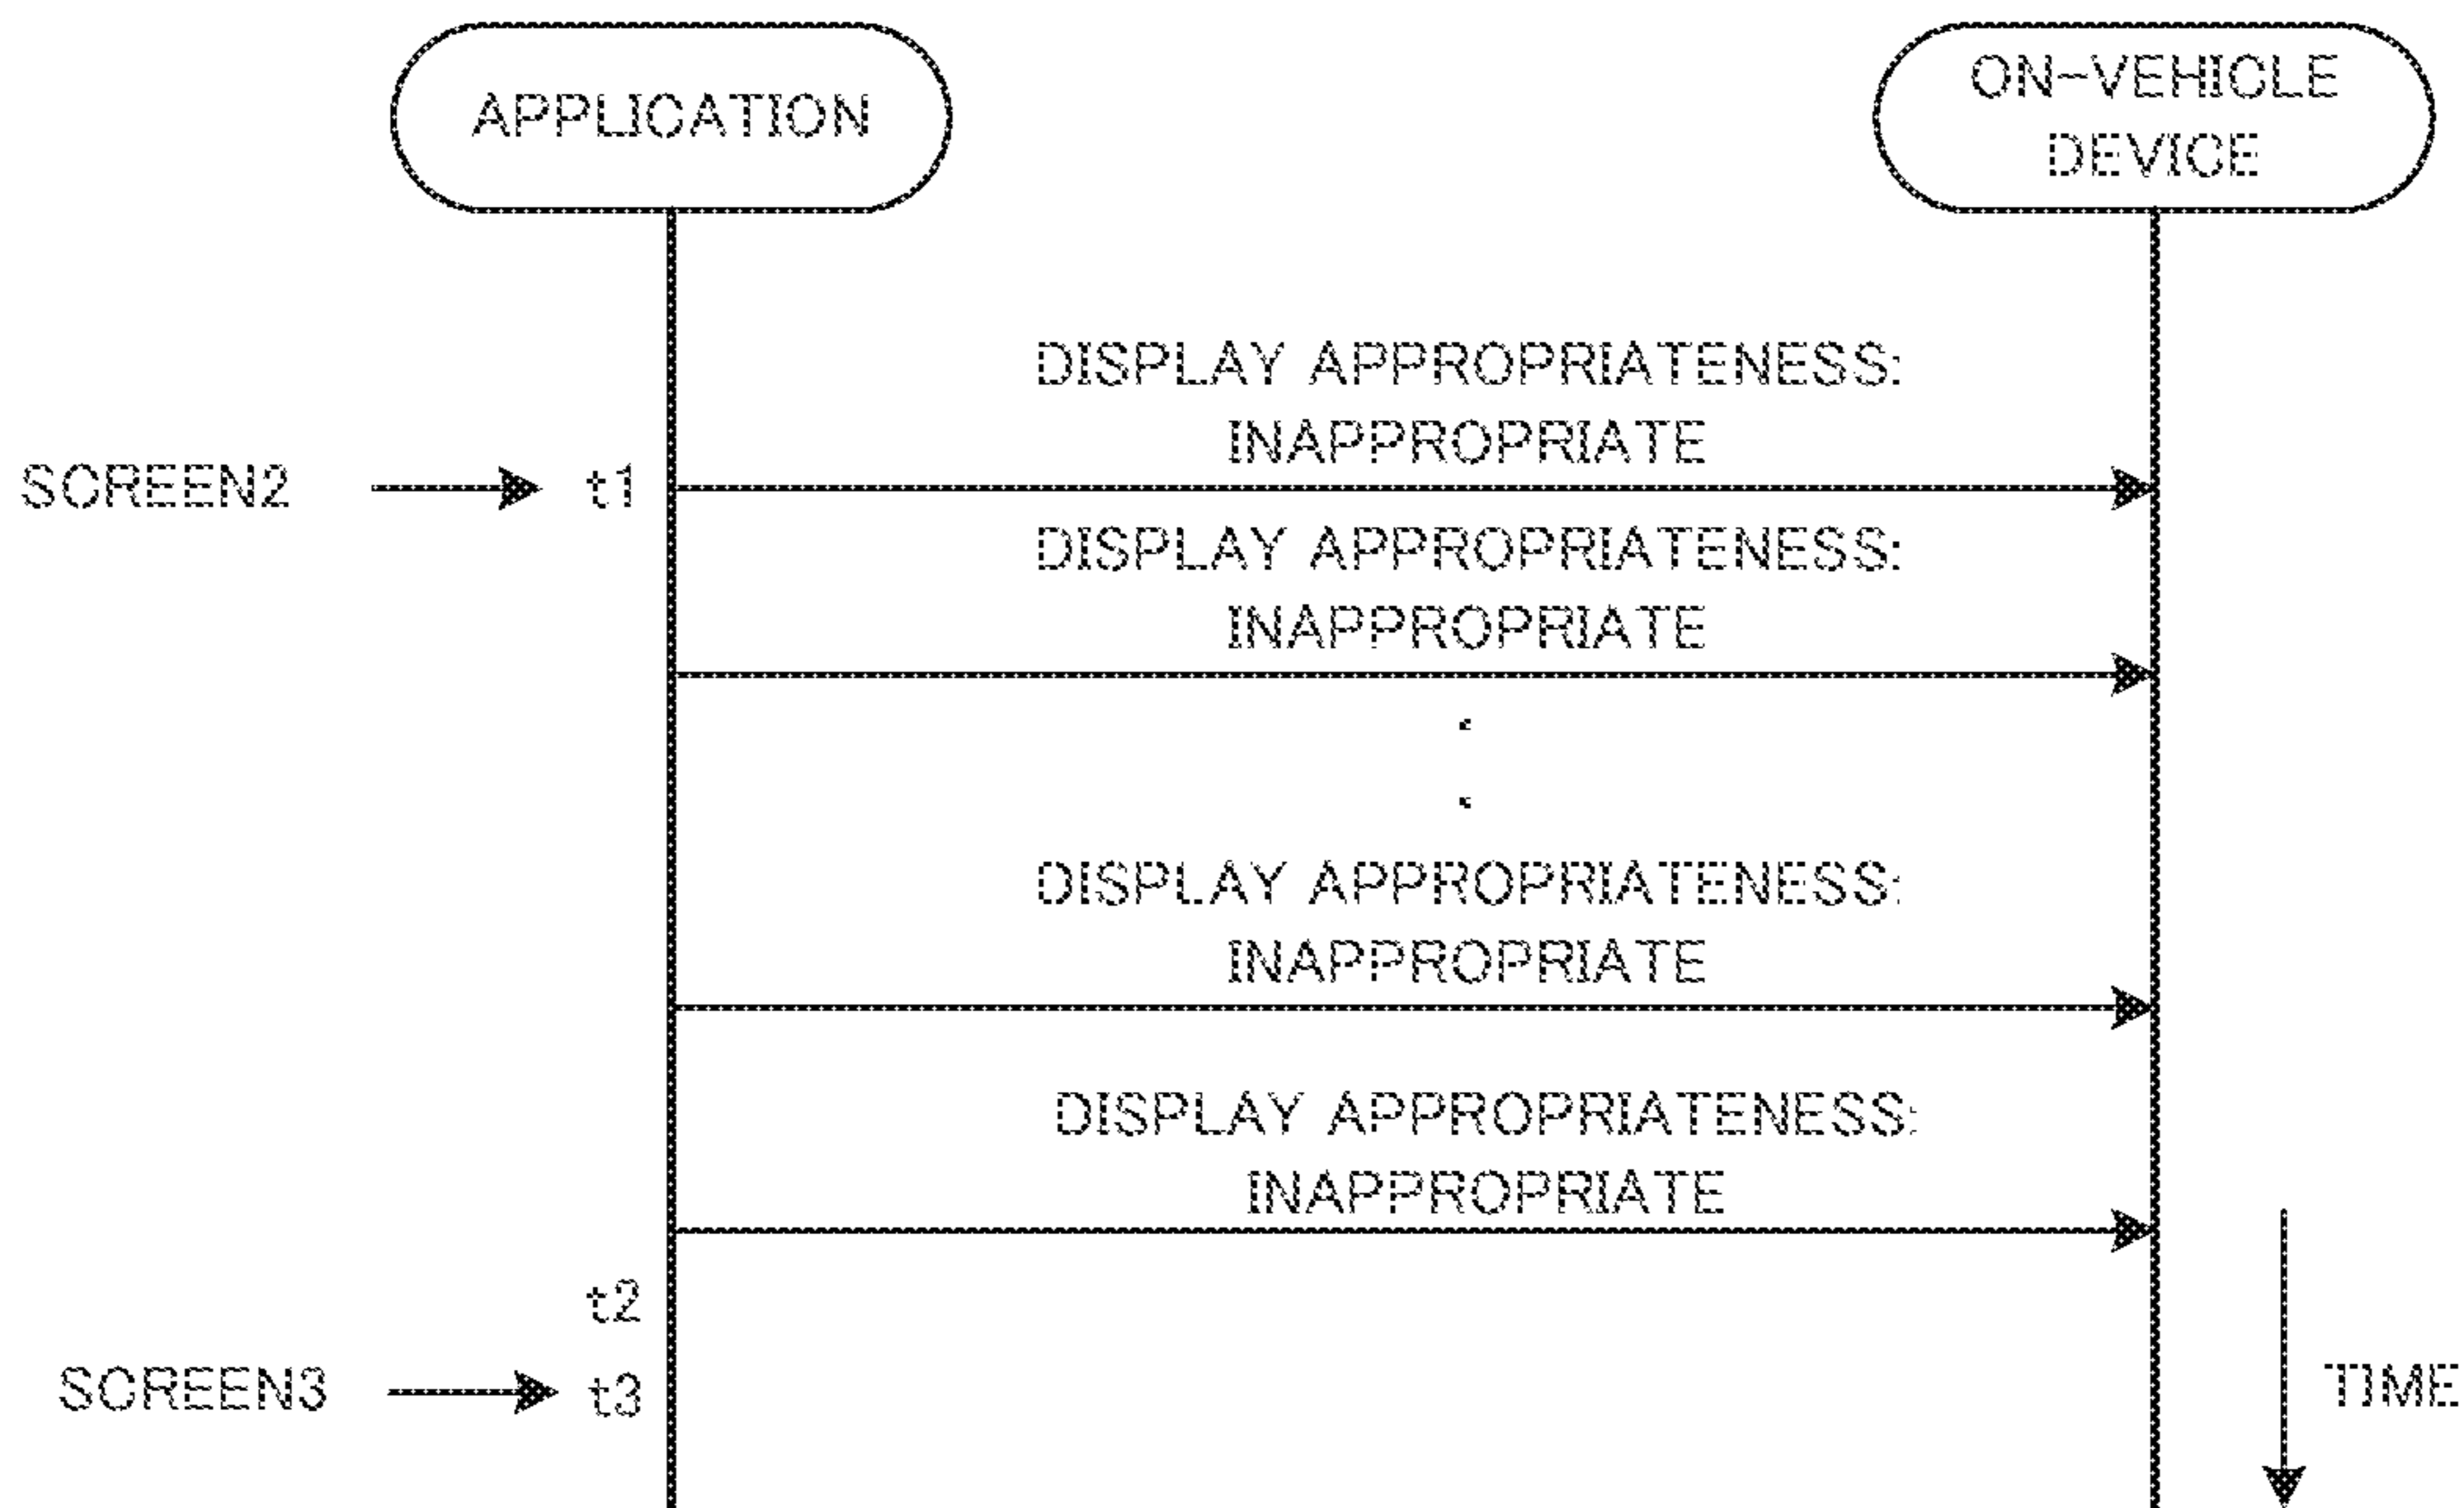 APPLICATION
ON-VEHICLE
DEVICE
DISPLAY APPROPRIATENESS:
INAPPROPRIATE
SCREEN2
t1
DISPLAY APPROPRIATENESS:
INAPPROPRIATE
DISPLAY APPROPRIATENESS:
INAPPROPRIATE
DISPLAY APPROPRIATENESS:
INAPPROPRIATE
t2
SCREEN3
t3
TIME